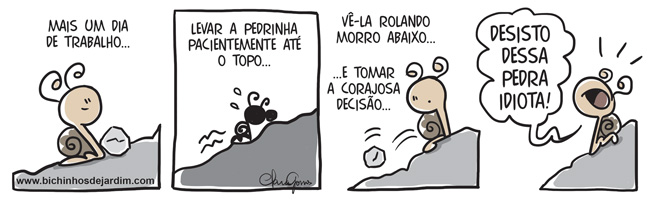 MAIS UM DIA
DE TRABALHO...
www.bichinhosdejardim.com
LEVAR A PEDRINHA
PACIENTEMENTE ATÉ
O TOPO...
VÊ-LA ROLANDO
MORRO ABAIXO...
...E TOMAR
A CORAJOSA
DECISÃO...
DESISTO
DESSA
PEDRA
IDIOTA!